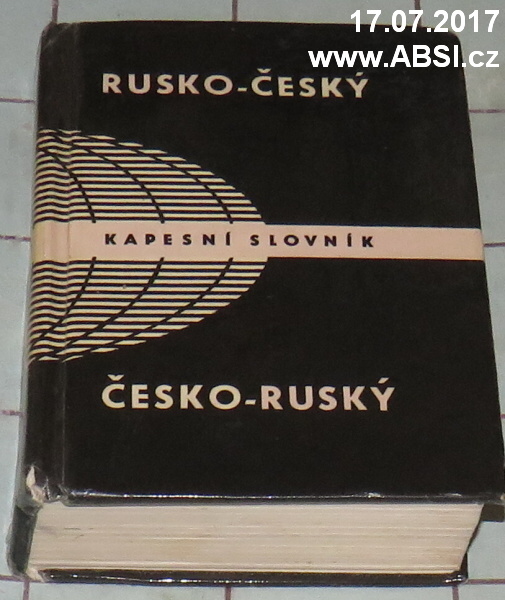 17.07.2017
www.ABSI.cz
RUSKO-ČESKÝ
KAPESNÍ SLOVNÍK
ČESKO-RUSKÝ